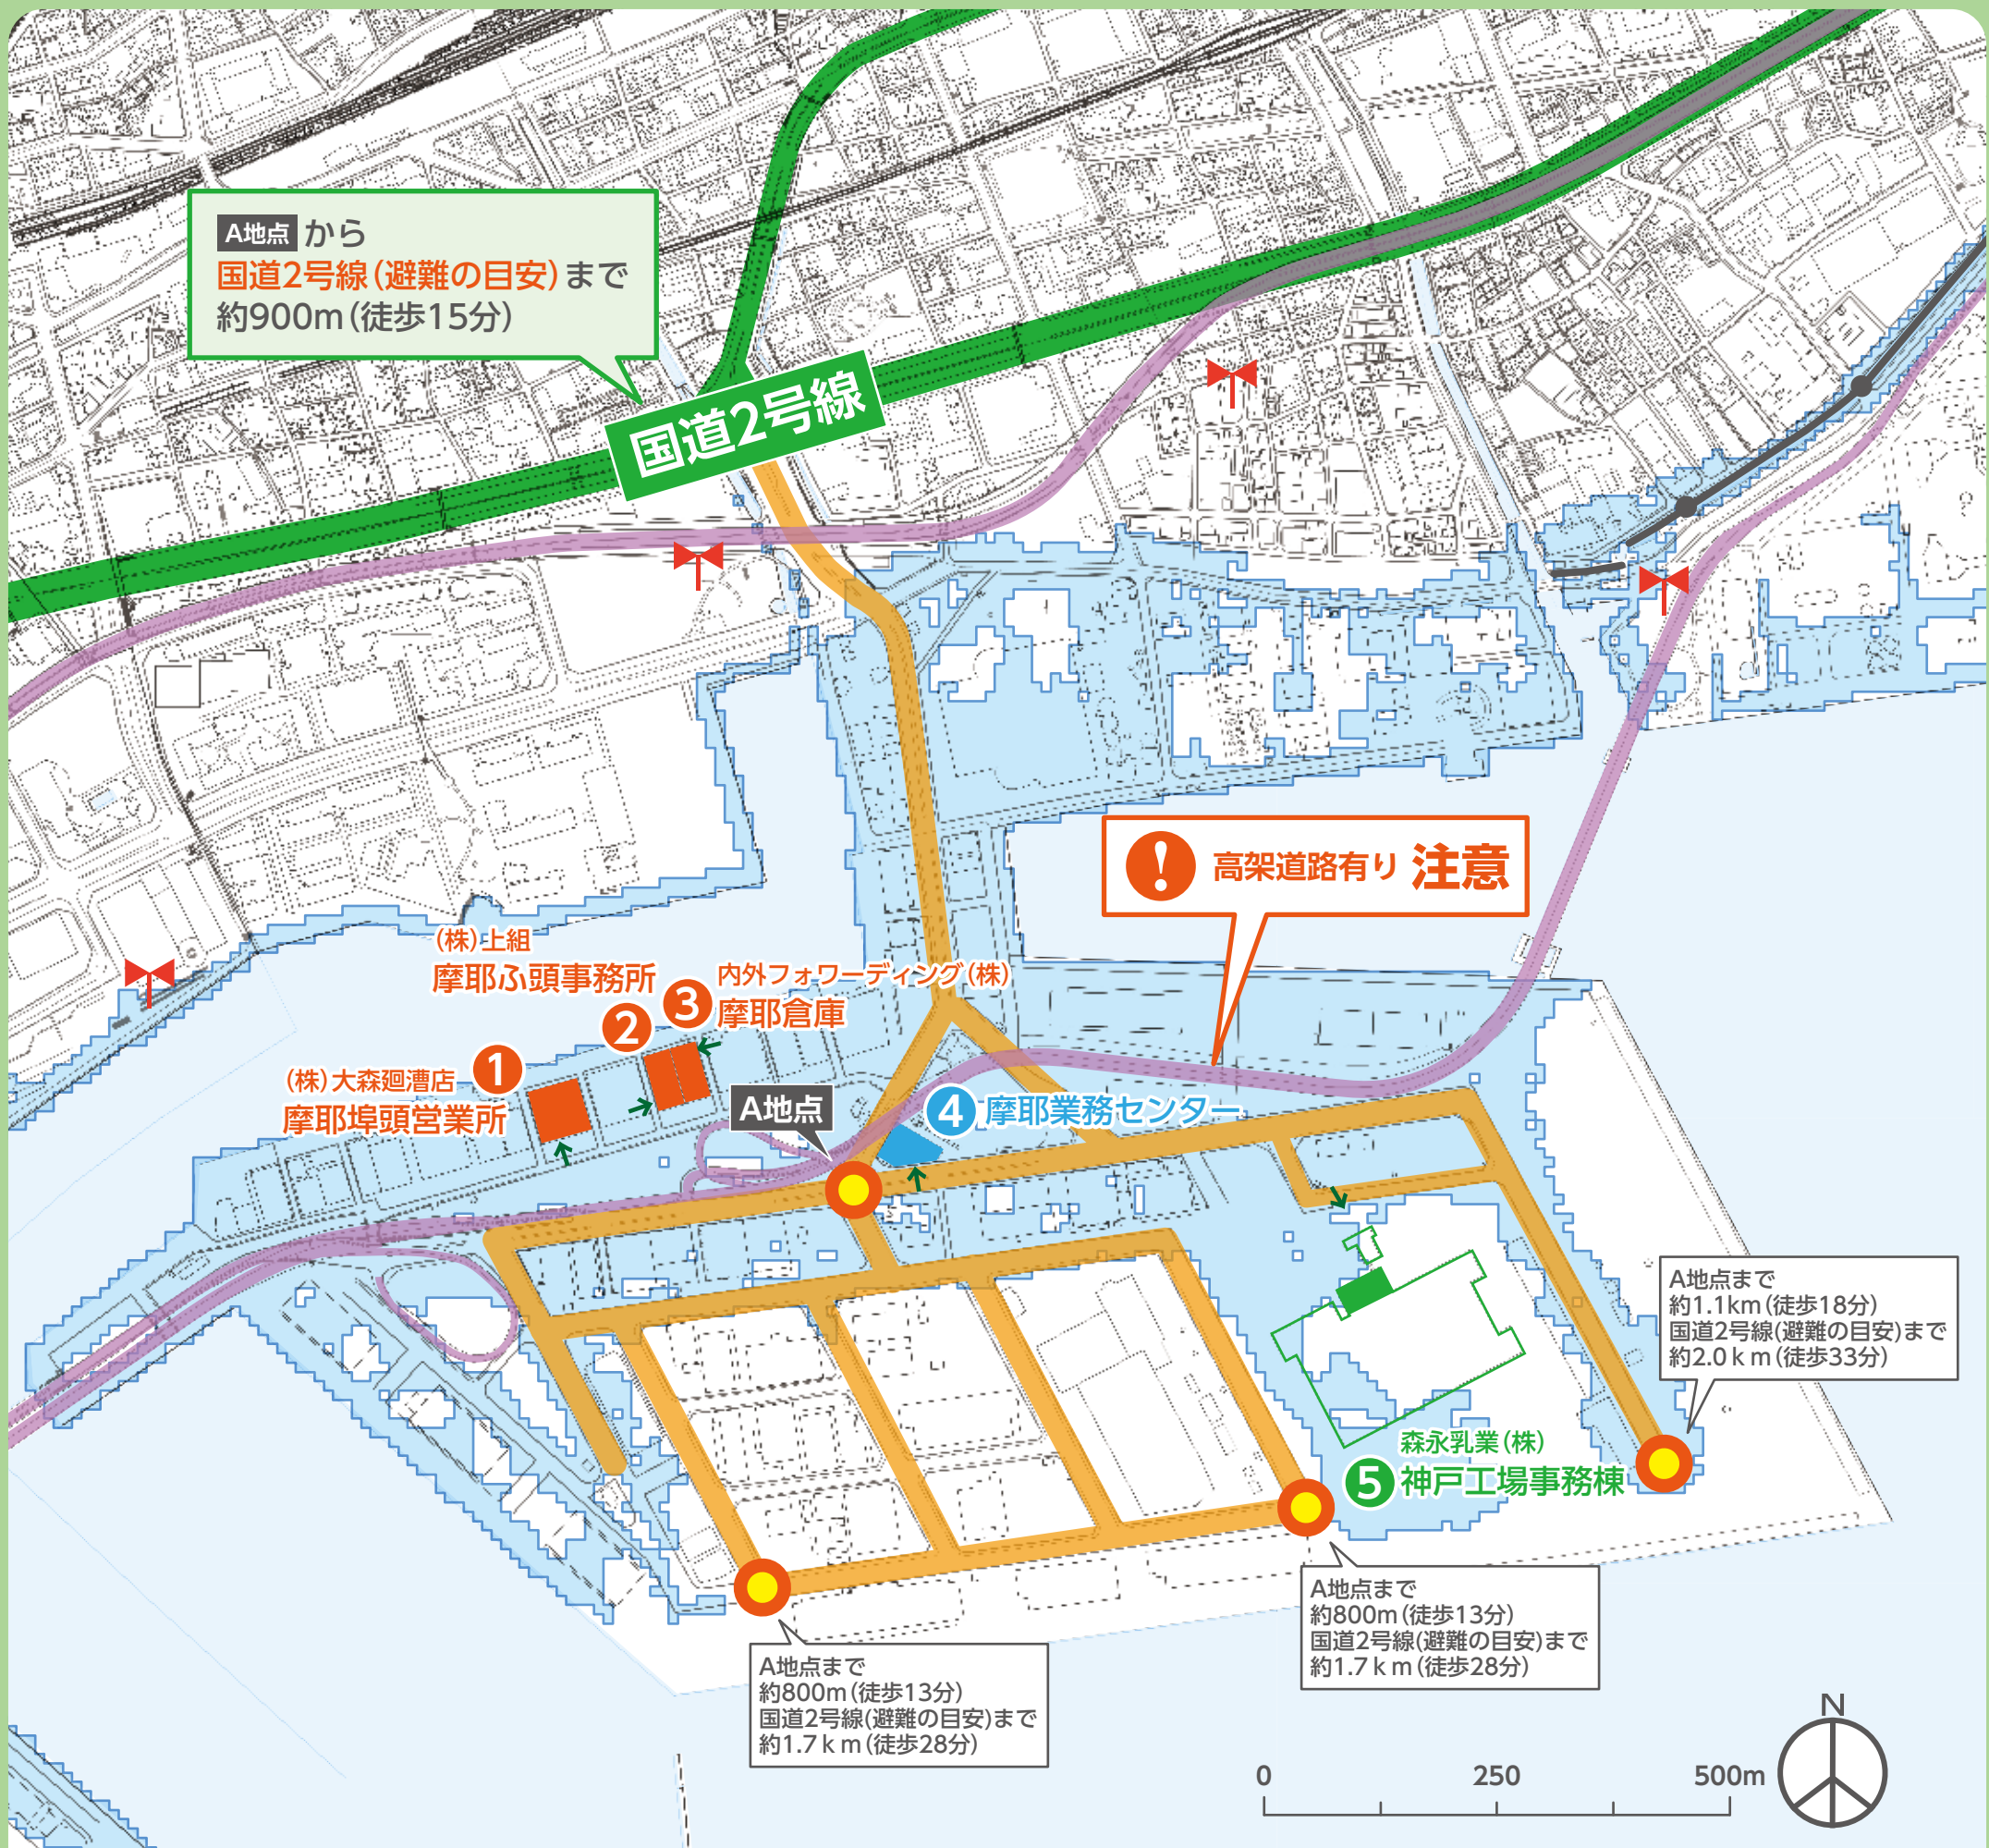 A地点 から
国道2号線(避難の目安)まで
約900m(徒歩15分)
国道2号線
! 高架道路有り 注意
(株)上組
摩耶ふ頭事務所
2
3
内外フォワーディング(株)
摩耶倉庫
(株)大森廻漕店
摩耶埠頭営業所
1
A地点
4 摩耶業務センター
A地点まで
約1.1km(徒歩18分)
国道2号線(避難の目安)まで
約2.0km(徒歩33分)
森永乳業(株)
5 神戸工場事務棟
A地点まで
約800m(徒歩13分)
国道2号線(避難の目安)まで
約1.7km(徒歩28分)
A地点まで
約800m(徒歩13分)
国道2号線(避難の目安)まで
約1.7km(徒歩28分)
N
0 250 500m